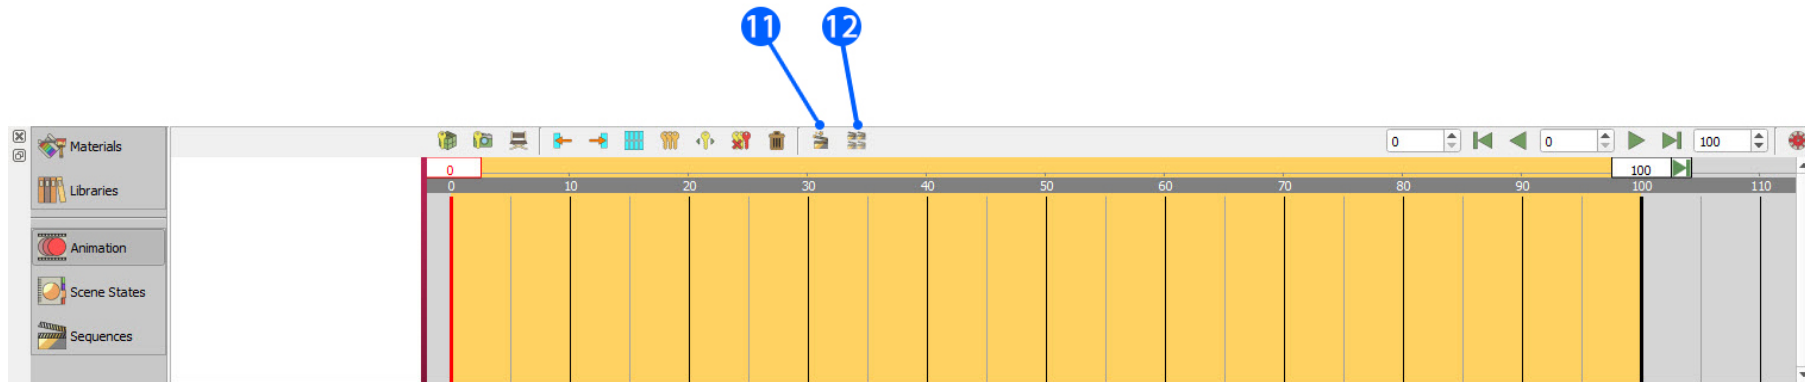 11 12
Materials
0 0 100
Libraries
0 100
0 10 20 30 40 50 60 70 80 90 100 110
Animation
Scene States
Sequences